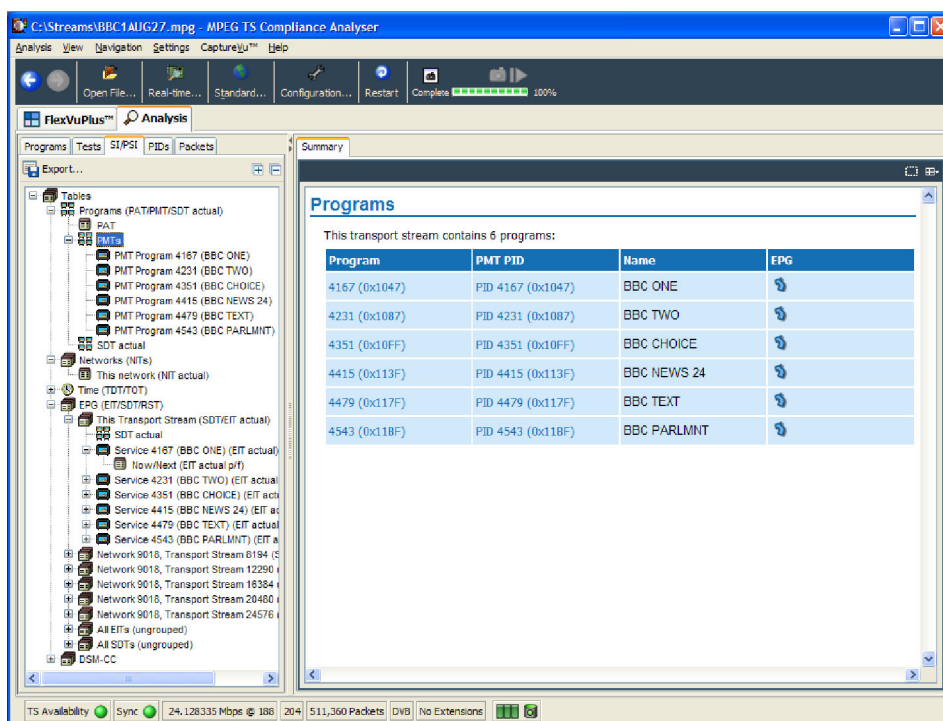 C:\Streams\BBC1AUG27.mpg - MPEG TS Compliance Analyser
Analysis View Navigation Settings CaptureVu™ Help
Open File... Real-time... Standard... Configuration... Restart Complete 100%
FlexVuPlus™ Analysis
Programs Tests SI/PSI PIDs Packets
Export...
Tables
Programs (PAT/PMT/SDT actual)
PAT
PMTs
PMT Program 4167 (BBC ONE)
PMT Program 4231 (BBC TWO)
PMT Program 4351 (BBC CHOICE)
PMT Program 4415 (BBC NEWS 24)
PMT Program 4479 (BBC TEXT)
PMT Program 4543 (BBC PARLMNT)
SDT actual
Networks (NITs)
This network (NIT actual)
Time (TDT/TOT)
EPG (EIT/SDT/RST)
This Transport Stream (SDT/EIT actual)
SDT actual
Service 4167 (BBC ONE) (EIT actual)
Now/Next (EIT actual p/f)
Service 4231 (BBC TWO) (EIT actual
Service 4351 (BBC CHOICE) (EIT acti
Service 4415 (BBC NEWS 24) (EIT ac
Service 4479 (BBC TEXT) (EIT actual
Service 4543 (BBC PARLMNT) (EIT a
Network 9018, Transport Stream 8194 (S
Network 9018, Transport Stream 12290
Network 9018, Transport Stream 16384
Network 9018, Transport Stream 20480
Network 9018, Transport Stream 24576
All EITs (ungrouped)
All SDTs (ungrouped)
DSM-CC
Summary
Programs
This transport stream contains 6 programs:
Program PMT PID Name EPG
4167 (0x1047) PID 4167 (0x1047) BBC ONE
4231 (0x1087) PID 4231 (0x1087) BBC TWO
4351 (0x10FF) PID 4351 (0x10FF) BBC CHOICE
4415 (0x113F) PID 4415 (0x113F) BBC NEWS 24
4479 (0x117F) PID 4479 (0x117F) BBC TEXT
4543 (0x11BF) PID 4543 (0x11BF) BBC PARLMNT
TS Availability Sync 24.128335 Mbps @ 188 204 511,360 Packets DVB No Extensions